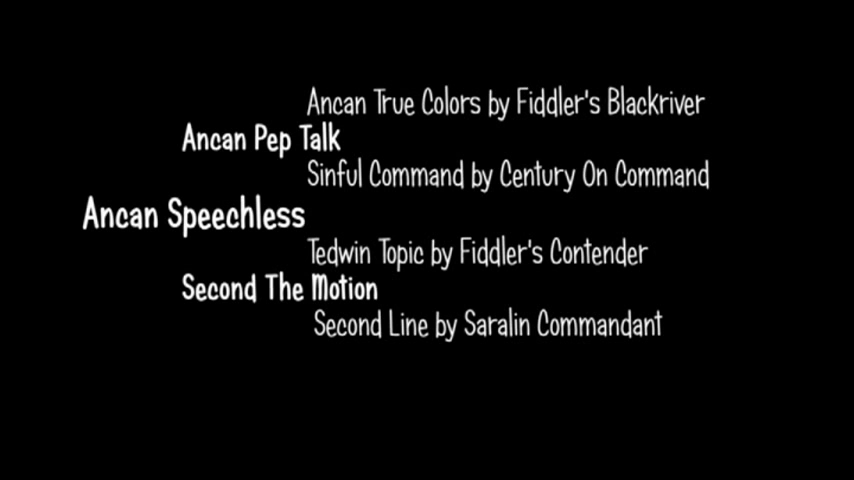 Ancan True Colors by Fiddler's Blackriver
Ancan Pep Talk
Sinful Command by Century On Command
Ancan Speechless
Tedwin Topic by Fiddler's Contender
Second The Motion
Second Line by Saralin Commandant